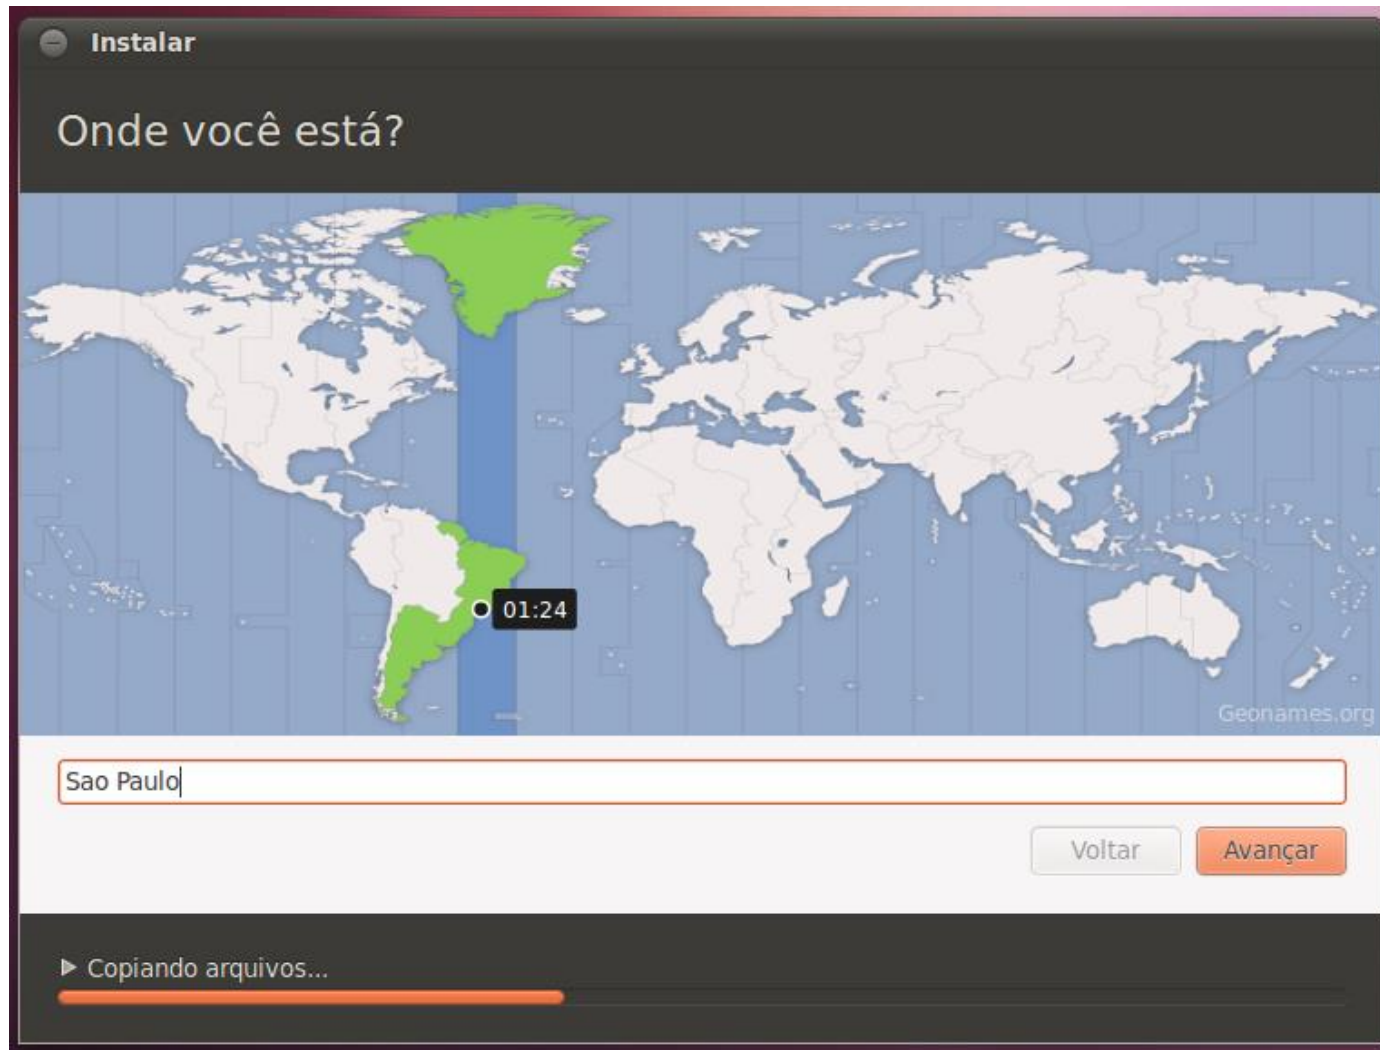 Instalar
Onde você está?
01:24
Geonames.org
Sao Paulo
Voltar
Avançar
Copiando arquivos...